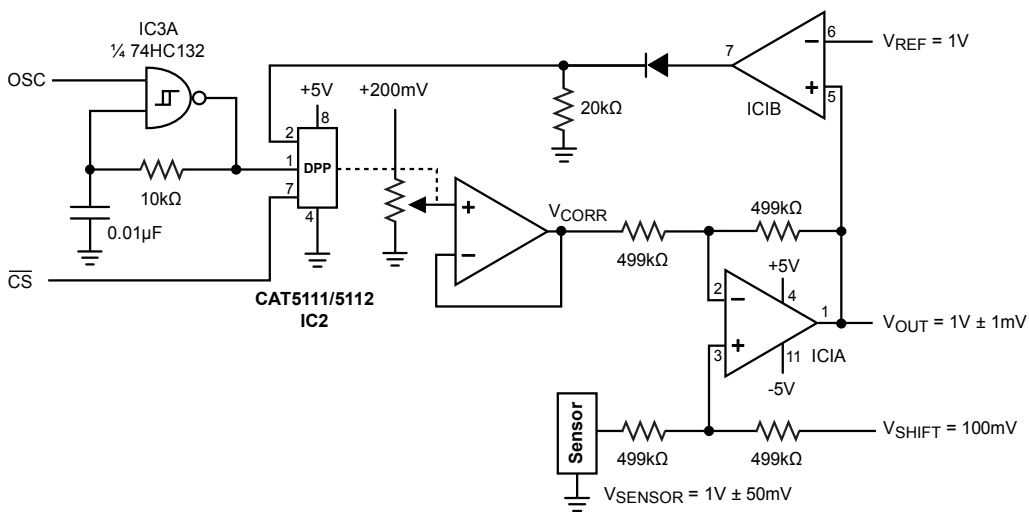 IC3A
¼ 74HC132
OSC
+5V
+200mV
8
2
1
7
DPP
4
10kΩ
0.01µF
CS
CAT5111/5112
IC2
20kΩ
7
6
5
−
+
ICIB
VREF = 1V
+
−
VCORR
499kΩ
499kΩ
+5V
4
2
−
3
+
1
11
-5V
ICIA
VOUT = 1V ± 1mV
Sensor
499kΩ
499kΩ
VSHIFT = 100mV
VSENSOR = 1V ± 50mV